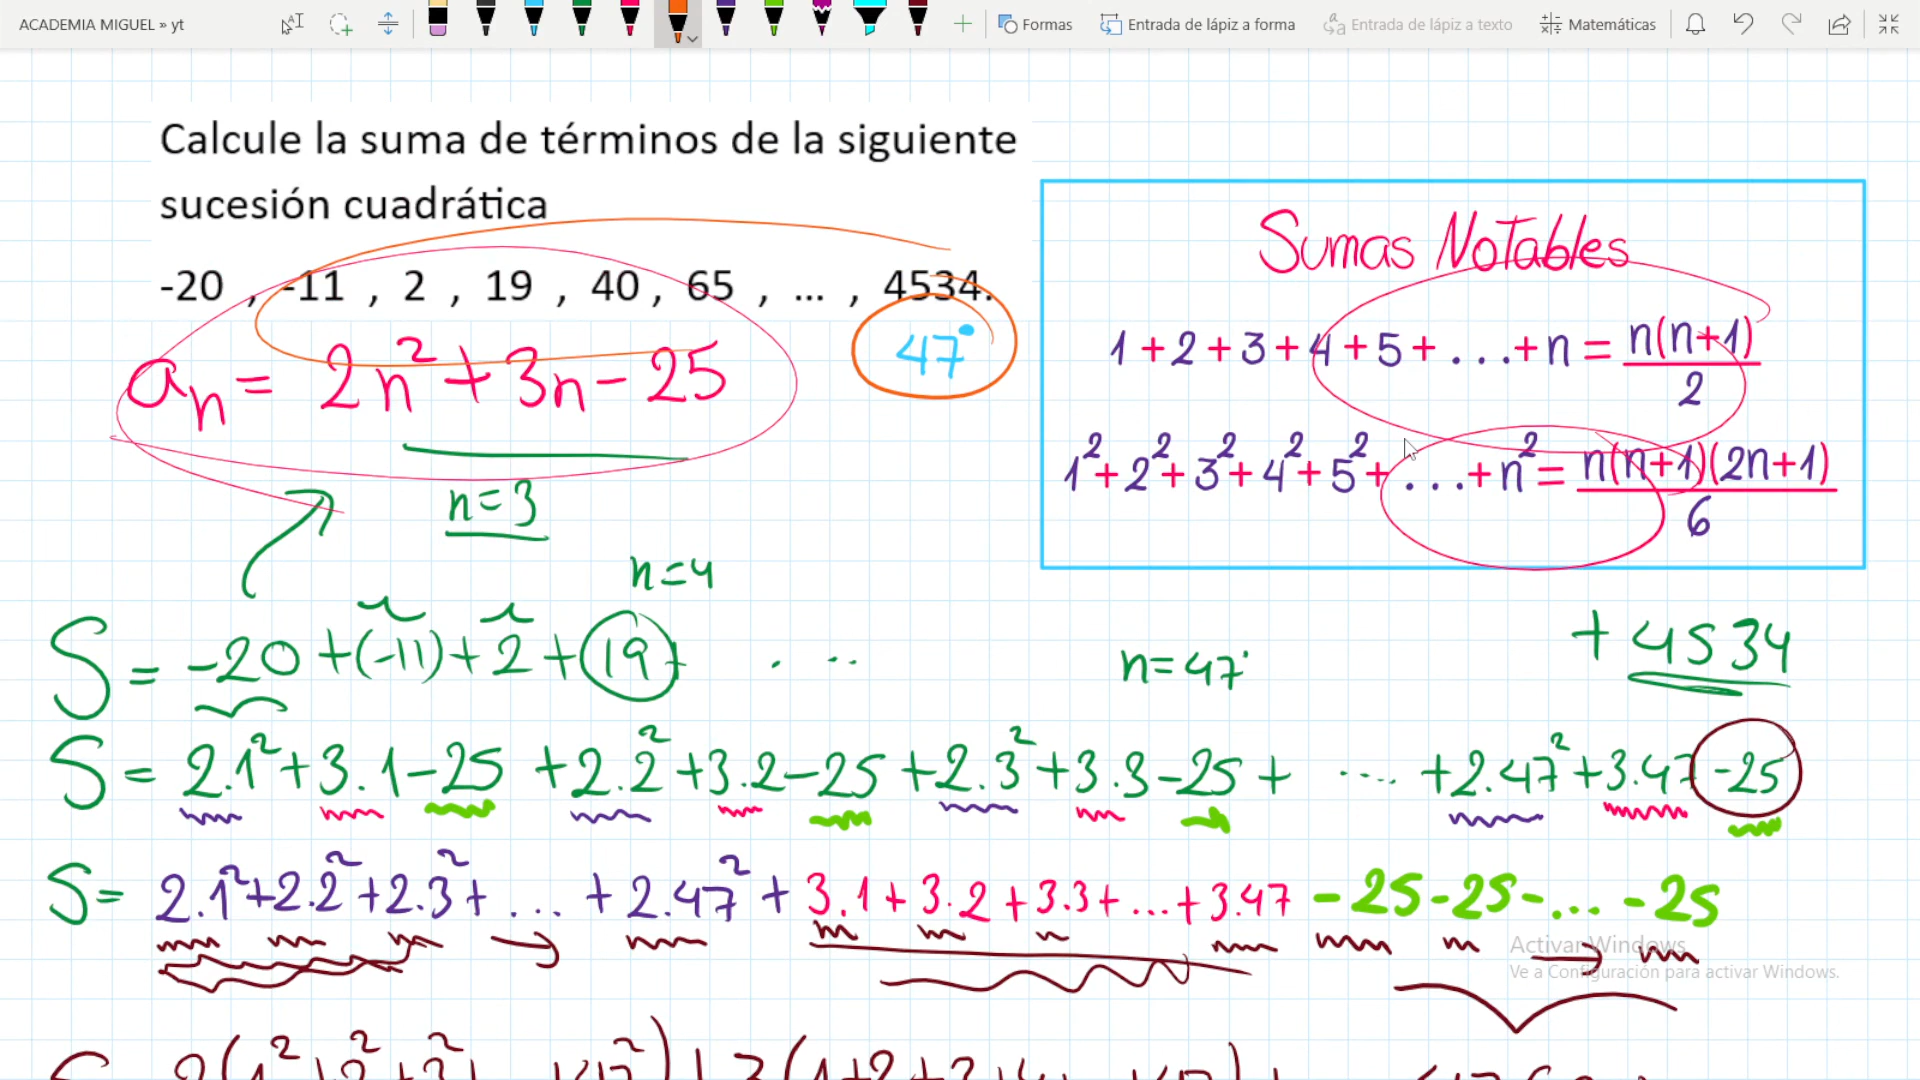 ACADEMIA MIGUEL » yt
Formas
Entrada de lápiz a forma
Entrada de lápiz a texto
Matemáticas
Calcule la suma de términos de la siguiente
sucesión cuadrática
-20 , -11 , 2 , 19 , 40 , 65 , ... , 4534.
47°
aₙ = 2n² + 3n - 25
n=3
n=4
Sumas Notables
1+2+3+4+5+...+n = n(n+1)/2
1²+2²+3²+4²+5²+...+n² = n(n+1)(2n+1)/6
S = -20 +(-11)+ 2 + 19+ ... + 4534
n=47°
S = 2.1²+3.1-25 +2.2²+3.2-25+2.3²+3.3-25+ .... +2.47²+3.47-25
S= 2.1²+2.2²+2.3²+ ... +2.47²+3.1+3.2+3.3+...+3.47 -25-25-...-25
Activar Windows
Ve a Configuración para activar Windows.